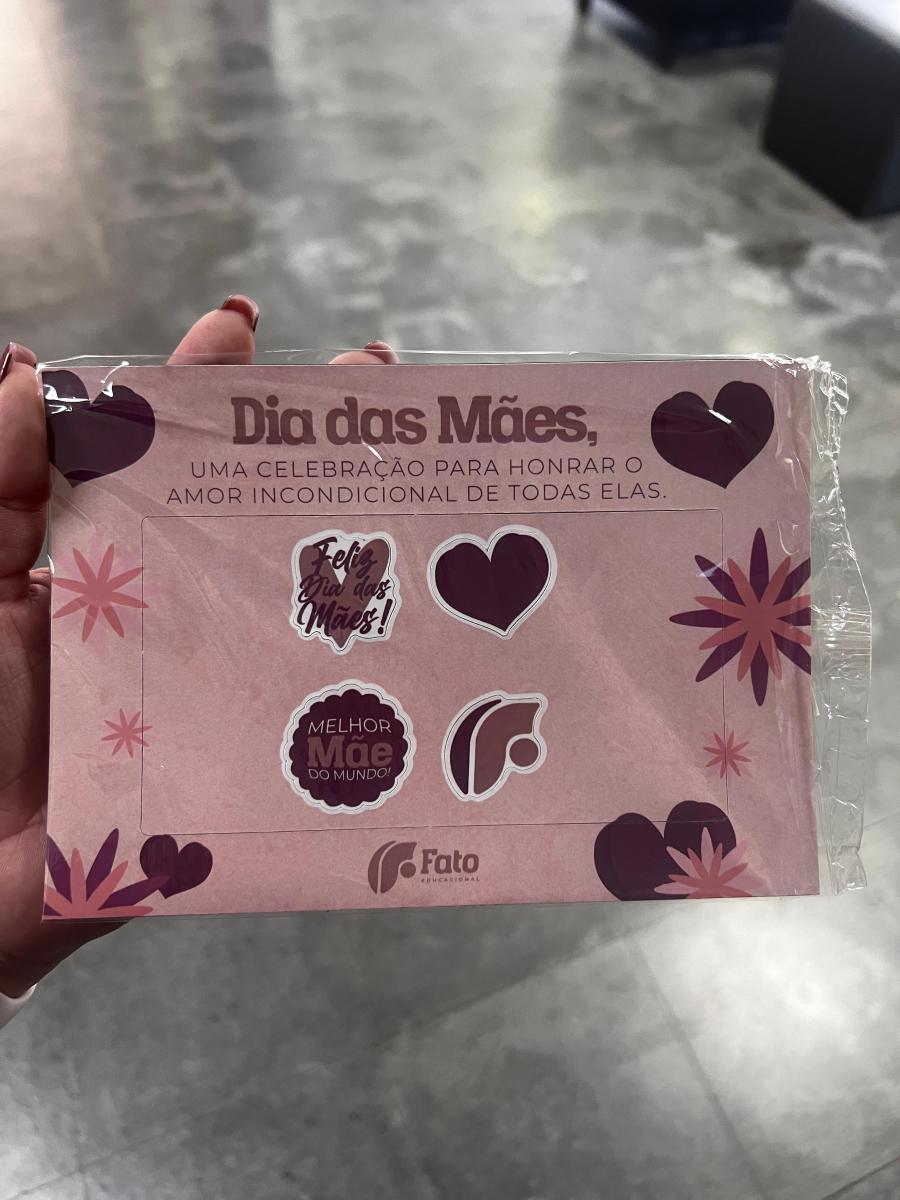 Dia das Mães,
UMA CELEBRAÇÃO PARA HONRAR O
AMOR INCONDICIONAL DE TODAS ELAS.
Feliz
Dia das
Mães!
MELHOR
Mãe
DO MUNDO!
Fato
EDUCASIONAL